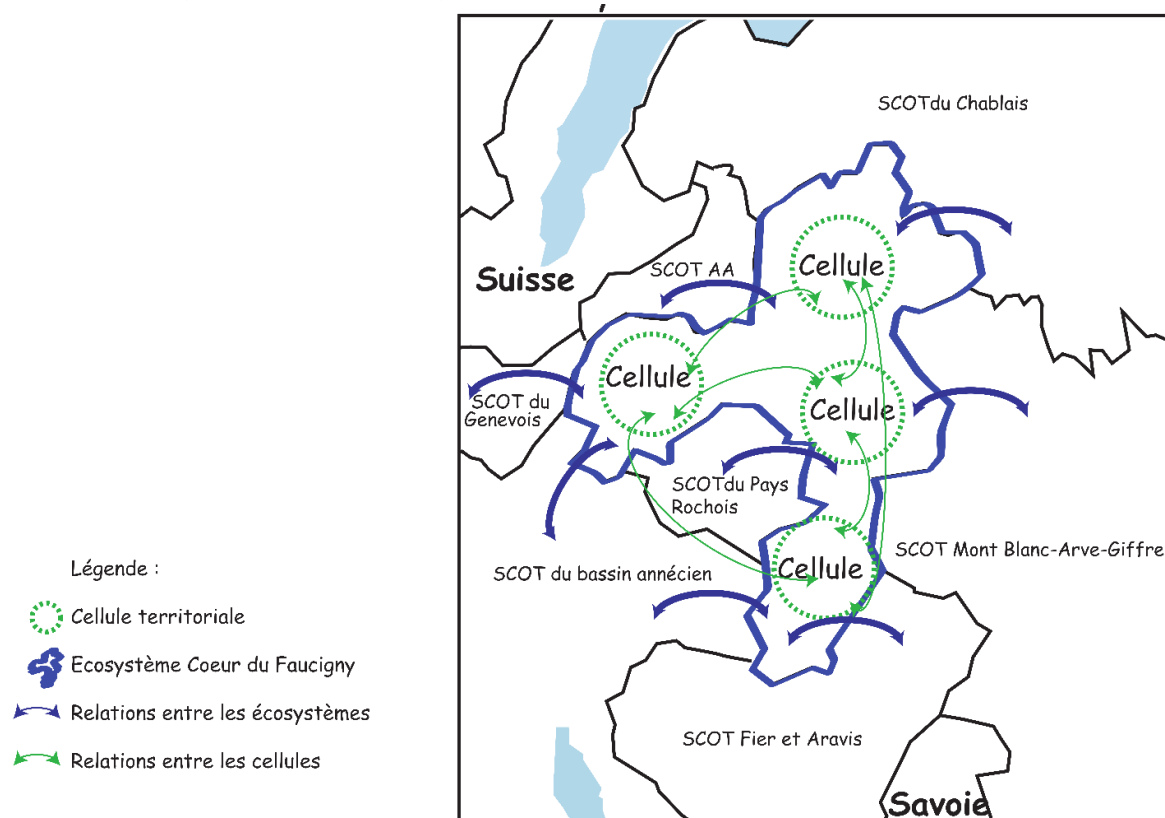 SCOTdu Chablais
Suisse
SCOT AA
Cellule
Cellule
Cellule
SCOT du
Genevois
SCOTdu Pays
Rochois
SCOT Mont Blanc-Arve-Giffre
SCOT du bassin annécien
Cellule
Légende :
Cellule territoriale
Ecosystème Coeur du Faucigny
Relations entre les écosystèmes
Relations entre les cellules
SCOT Fier et Aravis
Savoie